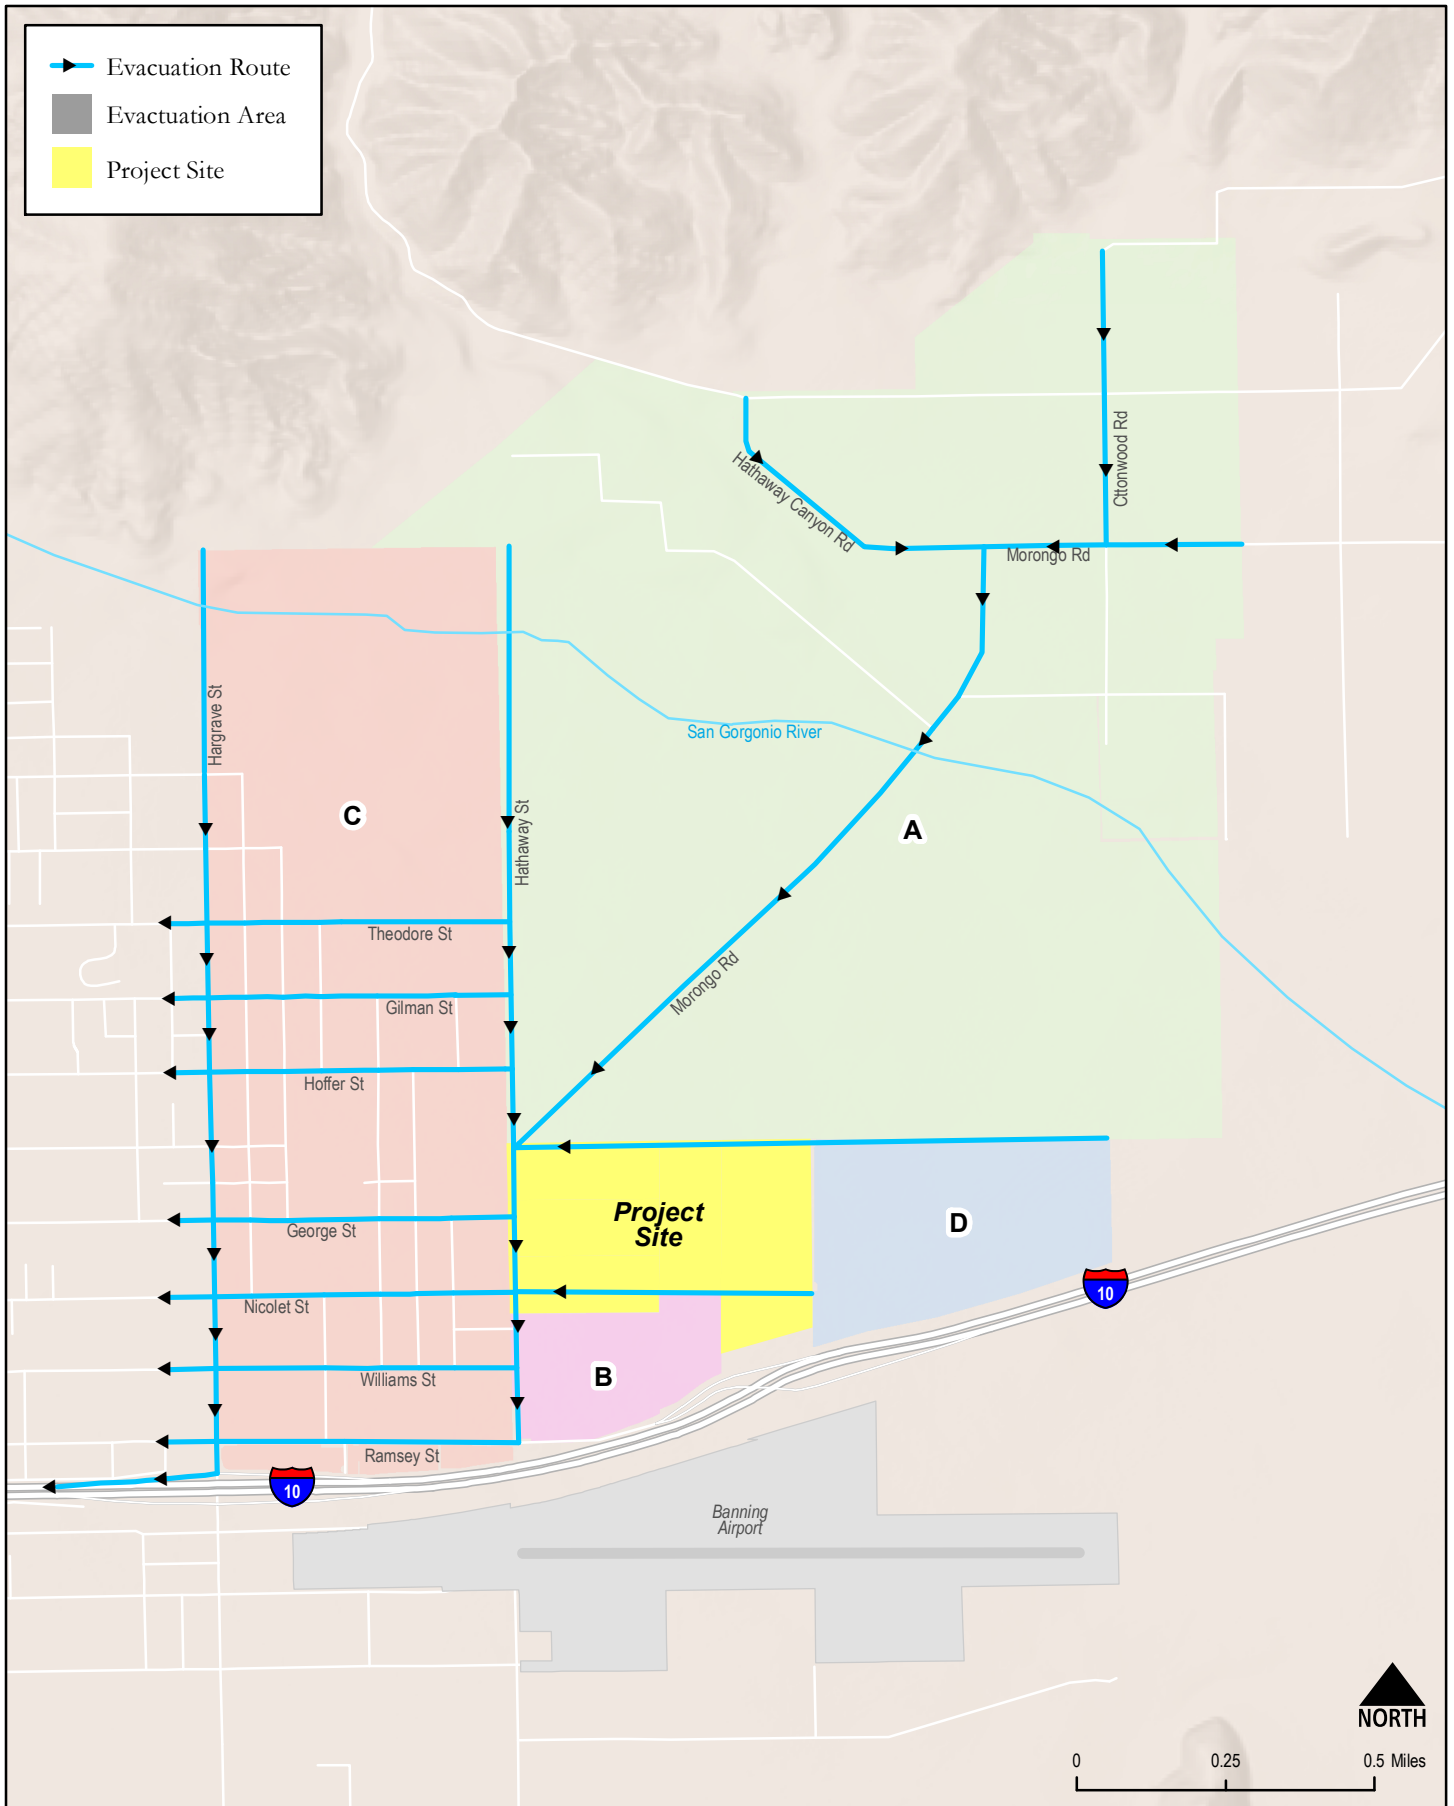 Evacuation Route
Evactuation Area
Project Site
Cttonwood Rd
Hathaway Canyon Rd
Morongo Rd
Hargrave St
San Gorgonio River
C
Hathaway St
A
Theodore St
Morongo Rd
Gilman St
Hoffer St
Project
Site
D
George St
10
Nicolet St
B
Williams St
Ramsey St
10
Banning
Airport
NORTH
0 0.25 0.5 Miles